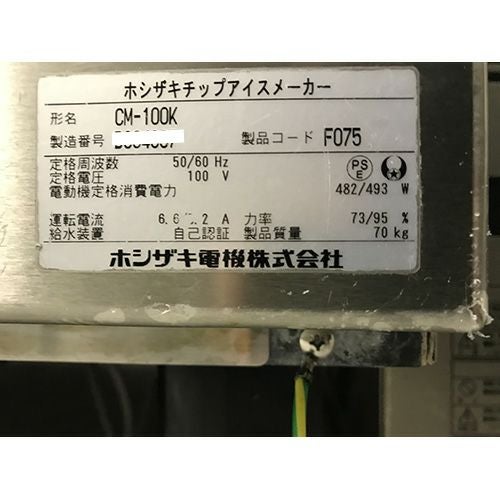 ホシザキチップアイスメーカー
形名 CM-100K
製造番号 製品コード F075
定格周波数 50/60 Hz
定格電圧 100 V
電動機定格消費電力 482/493 W
PS E
運転電流 A 力率 73/95 %
給水装置 自己認証 製品質量 70 kg
ホシザキ電機株式会社